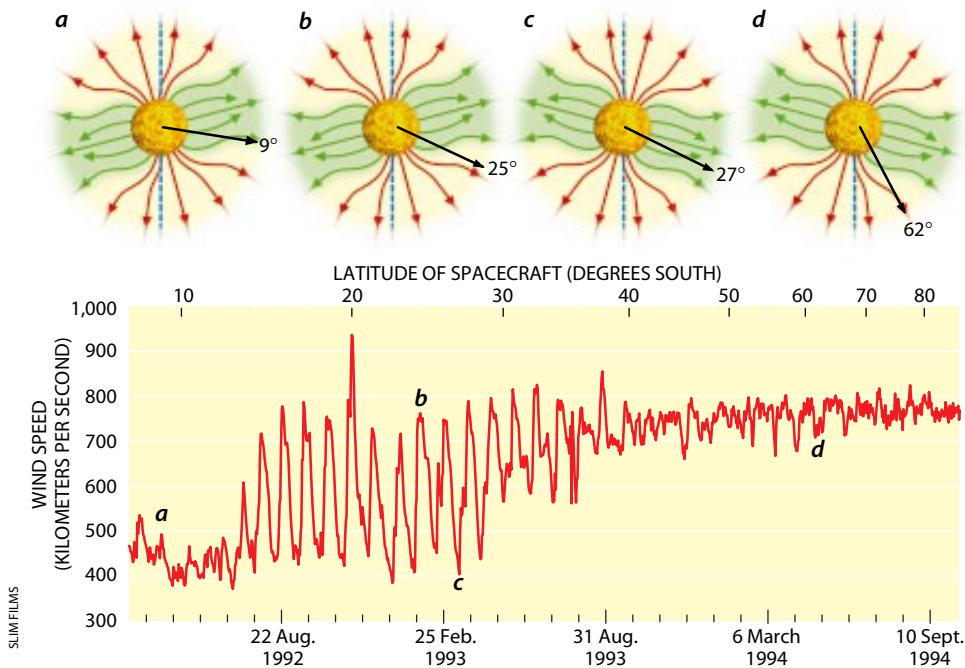 a
b
c
d
9°
25°
27°
62°
LATITUDE OF SPACECRAFT (DEGREES SOUTH)
10 20 30 40 50 60 70 80
1,000
900
800
700
600
500
400
300
WIND SPEED
(KILOMETERS PER SECOND)
a
b
c
d
22 Aug.
1992
25 Feb.
1993
31 Aug.
1993
6 March
1994
10 Sept.
1994
SLIM FILMS